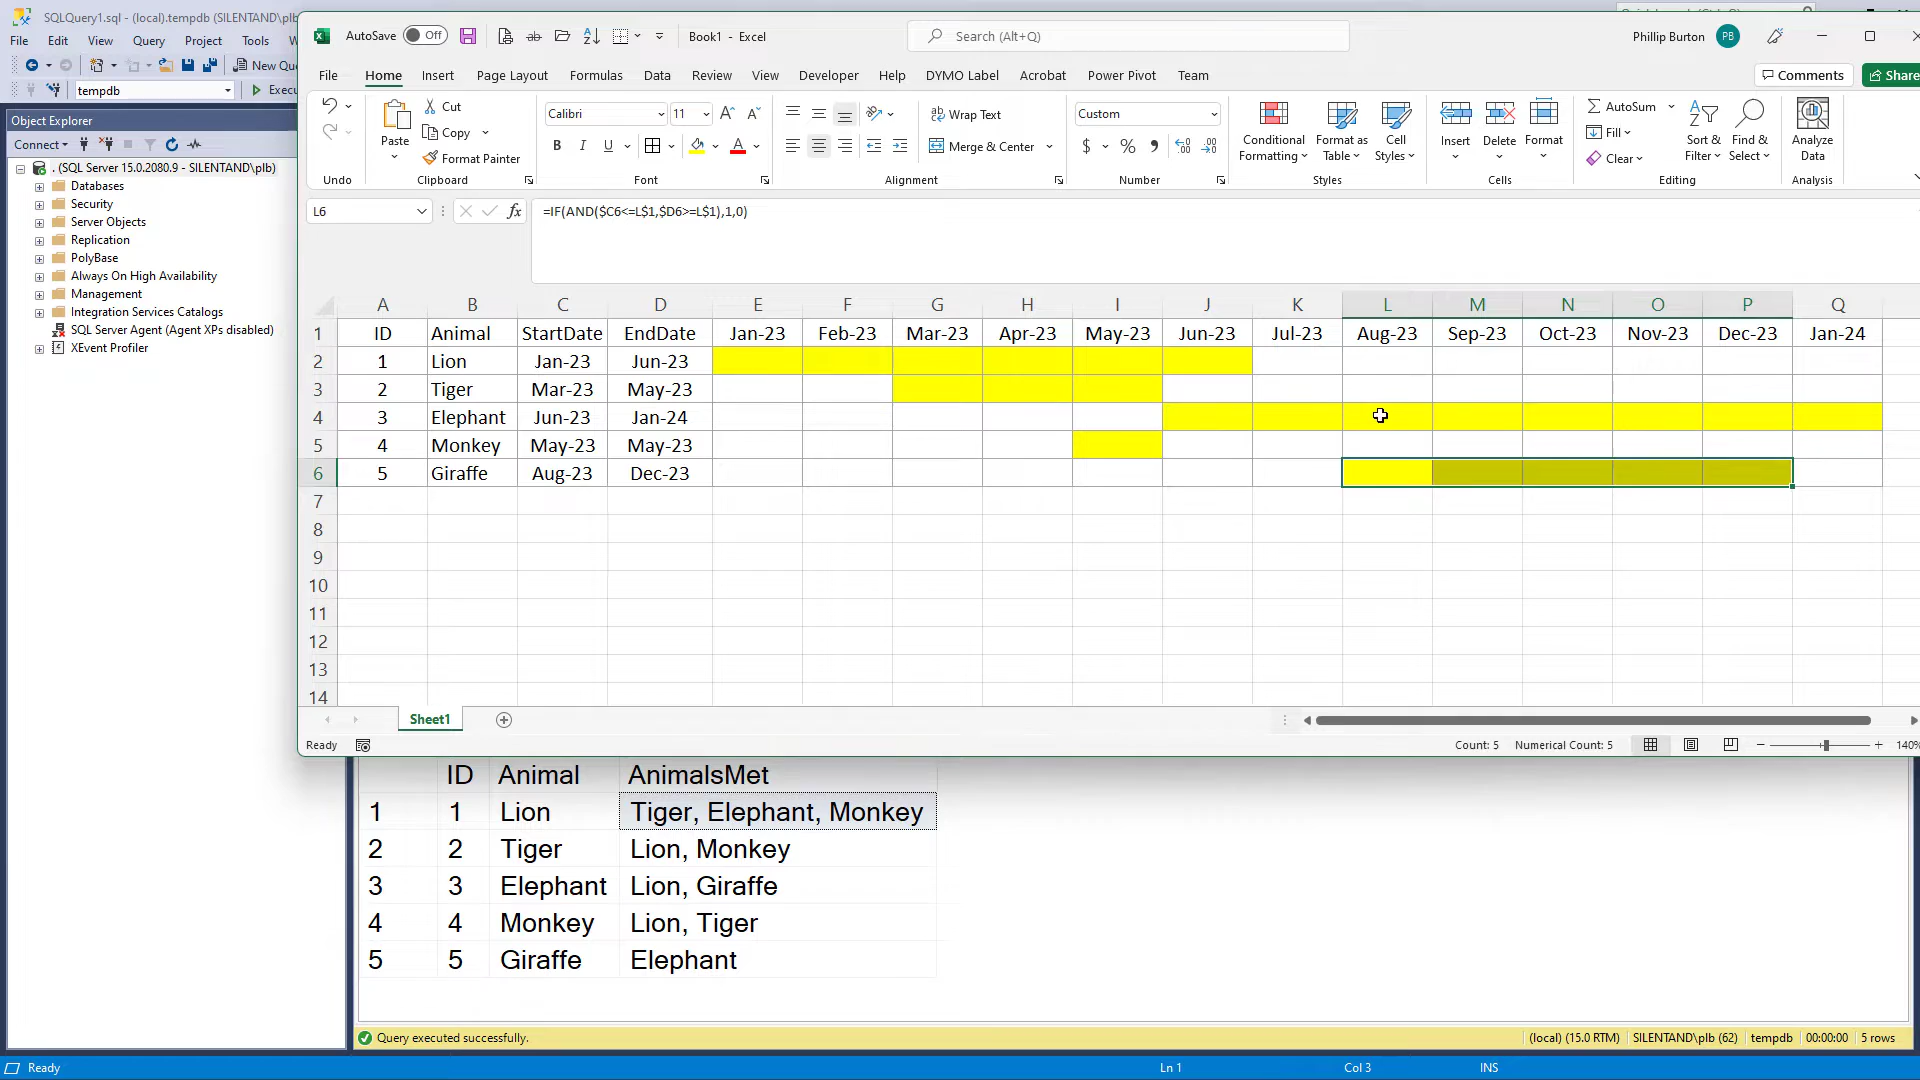 SQLQuery1.sql - (local).tempdb (SILENTAND\plb
File Edit View Query Project Tools
New Qu
tempdb Execu
Object Explorer
Connect
. (SQL Server 15.0.2080.9 - SILENTAND\plb)
Databases
Security
Server Objects
Replication
PolyBase
Always On High Availability
Management
Integration Services Catalogs
SQL Server Agent (Agent XPs disabled)
XEvent Profiler
AutoSave Off Book1 - Excel Search (Alt+Q) Phillip Burton PB
File Home Insert Page Layout Formulas Data Review View Developer Help DYMO Label Acrobat Power Pivot Team Comments Share
Paste Cut Copy Format Painter
Calibri 11
B I U
Wrap Text
Merge & Center
Custom
$ %
Conditional Formatting Format as Table Cell Styles
Insert Delete Format
AutoSum Fill Clear
Sort & Filter Find & Select
Analyze Data
Undo Clipboard Font Alignment Number Styles Cells Editing Analysis
L6 fx =IF(AND($C6<=L$1,$D6>=L$1),1,0)
A B C D E F G H I J K L M N O P Q
1 ID Animal StartDate EndDate Jan-23 Feb-23 Mar-23 Apr-23 May-23 Jun-23 Jul-23 Aug-23 Sep-23 Oct-23 Nov-23 Dec-23 Jan-24
2 1 Lion Jan-23 Jun-23
3 2 Tiger Mar-23 May-23
4 3 Elephant Jun-23 Jan-24
5 4 Monkey May-23 May-23
6 5 Giraffe Aug-23 Dec-23
7
8
9
10
11
12
13
14
Sheet1
Ready Count: 5 Numerical Count: 5 140%
ID Animal AnimalsMet
1 1 Lion Tiger, Elephant, Monkey
2 2 Tiger Lion, Monkey
3 3 Elephant Lion, Giraffe
4 4 Monkey Lion, Tiger
5 5 Giraffe Elephant
Query executed successfully. (local) (15.0 RTM) SILENTAND\plb (62) tempdb 00:00:00 5 rows
Ready Ln 1 Col 3 INS